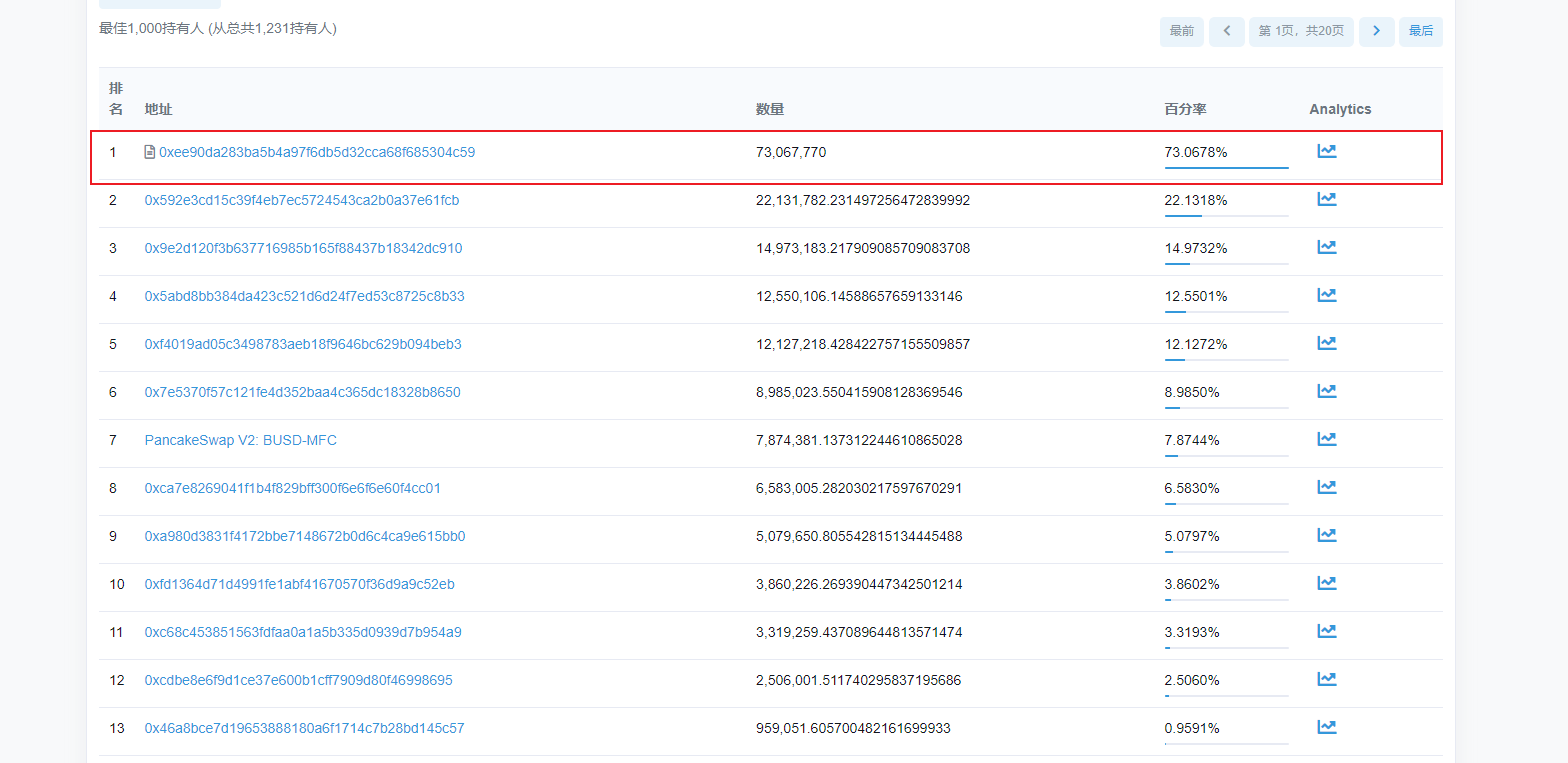 最佳1,000持有人 (从总共1,231持有人)
最前 第 1页，共20页 最后
排名 地址 数量 百分率 Analytics
1 0xee90da283ba5b4a97f6db5d32cca68f685304c59 73,067,770 73.0678%
2 0x592e3cd15c39f4eb7ec5724543ca2b0a37e61fcb 22,131,782.231497256472839992 22.1318%
3 0x9e2d120f3b637716985b165f88437b18342dc910 14,973,183.217909085709083708 14.9732%
4 0x5abd8bb384da423c521d6d24f7ed53c8725c8b33 12,550,106.14588657659133146 12.5501%
5 0xf4019ad05c3498783aeb18f9646bc629b094beb3 12,127,218.428422757155509857 12.1272%
6 0x7e5370f57c121fe4d352baa4c365dc18328b8650 8,985,023.550415908128369546 8.9850%
7 PancakeSwap V2: BUSD-MFC 7,874,381.137312244610865028 7.8744%
8 0xca7e8269041f1b4f829bff300f6e6f6e60f4cc01 6,583,005.282030217597670291 6.5830%
9 0xa980d3831f4172bbe7148672b0d6c4ca9e615bb0 5,079,650.805542815134445488 5.0797%
10 0xfd1364d71d4991fe1abf41670570f36d9a9c52eb 3,860,226.269390447342501214 3.8602%
11 0xc68c453851563fdfaa0a1a5b335d0939d7b954a9 3,319,259.437089644813571474 3.3193%
12 0xcdbe8e6f9d1ce37e600b1cff7909d80f46998695 2,506,001.511740295837195686 2.5060%
13 0x46a8bce7d19653888180a6f1714c7b28bd145c57 959,051.605700482161699933 0.9591%